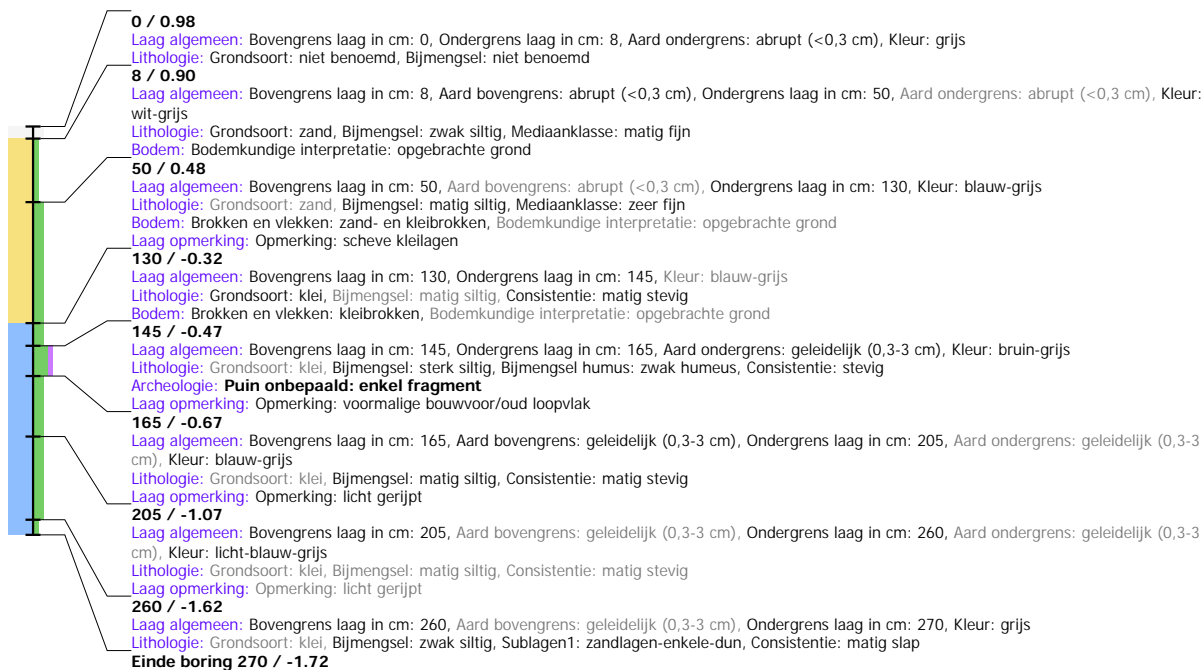 0 / 0.98
Laag algemeen: Bovengrens laag in cm: 0, Ondergrens laag in cm: 8, Aard ondergrens: abrupt (<0,3 cm), Kleur: grijs
Lithologie: Grondsoort: niet benoemd, Bijmengsel: niet benoemd
8 / 0.90
Laag algemeen: Bovengrens laag in cm: 8, Aard bovengrens: abrupt (<0,3 cm), Ondergrens laag in cm: 50, Aard ondergrens: abrupt (<0,3 cm), Kleur:
wit-grijs
Lithologie: Grondsoort: zand, Bijmengsel: zwak siltig, Mediaanklasse: matig fijn
Bodem: Bodemkundige interpretatie: opgebrachte grond
50 / 0.48
Laag algemeen: Bovengrens laag in cm: 50, Aard bovengrens: abrupt (<0,3 cm), Ondergrens laag in cm: 130, Kleur: blauw-grijs
Lithologie: Grondsoort: zand, Bijmengsel: matig siltig, Mediaanklasse: zeer fijn
Bodem: Brokken en vlekken: zand- en kleibrokken, Bodemkundige interpretatie: opgebrachte grond
Laag opmerking: Opmerking: scheve kleilagen
130 / -0.32
Laag algemeen: Bovengrens laag in cm: 130, Ondergrens laag in cm: 145, Kleur: blauw-grijs
Lithologie: Grondsoort: klei, Bijmengsel: matig siltig, Consistentie: matig stevig
Bodem: Brokken en vlekken: kleibrokken, Bodemkundige interpretatie: opgebrachte grond
145 / -0.47
Laag algemeen: Bovengrens laag in cm: 145, Ondergrens laag in cm: 165, Aard ondergrens: geleidelijk (0,3-3 cm), Kleur: bruin-grijs
Lithologie: Grondsoort: klei, Bijmengsel: sterk siltig, Bijmengsel humus: zwak humeus, Consistentie: stevig
Archeologie: Puin onbepaald: enkel fragment
Laag opmerking: Opmerking: voormalige bouwvoor/oud loopvlak
165 / -0.67
Laag algemeen: Bovengrens laag in cm: 165, Aard bovengrens: geleidelijk (0,3-3 cm), Ondergrens laag in cm: 205, Aard ondergrens: geleidelijk (0,3-3
cm), Kleur: blauw-grijs
Lithologie: Grondsoort: klei, Bijmengsel: matig siltig, Consistentie: matig stevig
Laag opmerking: Opmerking: licht gerijpt
205 / -1.07
Laag algemeen: Bovengrens laag in cm: 205, Aard bovengrens: geleidelijk (0,3-3 cm), Ondergrens laag in cm: 260, Aard ondergrens: geleidelijk (0,3-3
cm), Kleur: licht-blauw-grijs
Lithologie: Grondsoort: klei, Bijmengsel: matig siltig, Consistentie: matig stevig
Laag opmerking: Opmerking: licht gerijpt
260 / -1.62
Laag algemeen: Bovengrens laag in cm: 260, Aard bovengrens: geleidelijk (0,3-3 cm), Ondergrens laag in cm: 270, Kleur: grijs
Lithologie: Grondsoort: klei, Bijmengsel: zwak siltig, Sublagen1: zandlagen-enkele-dun, Consistentie: matig slap
Einde boring 270 / -1.72